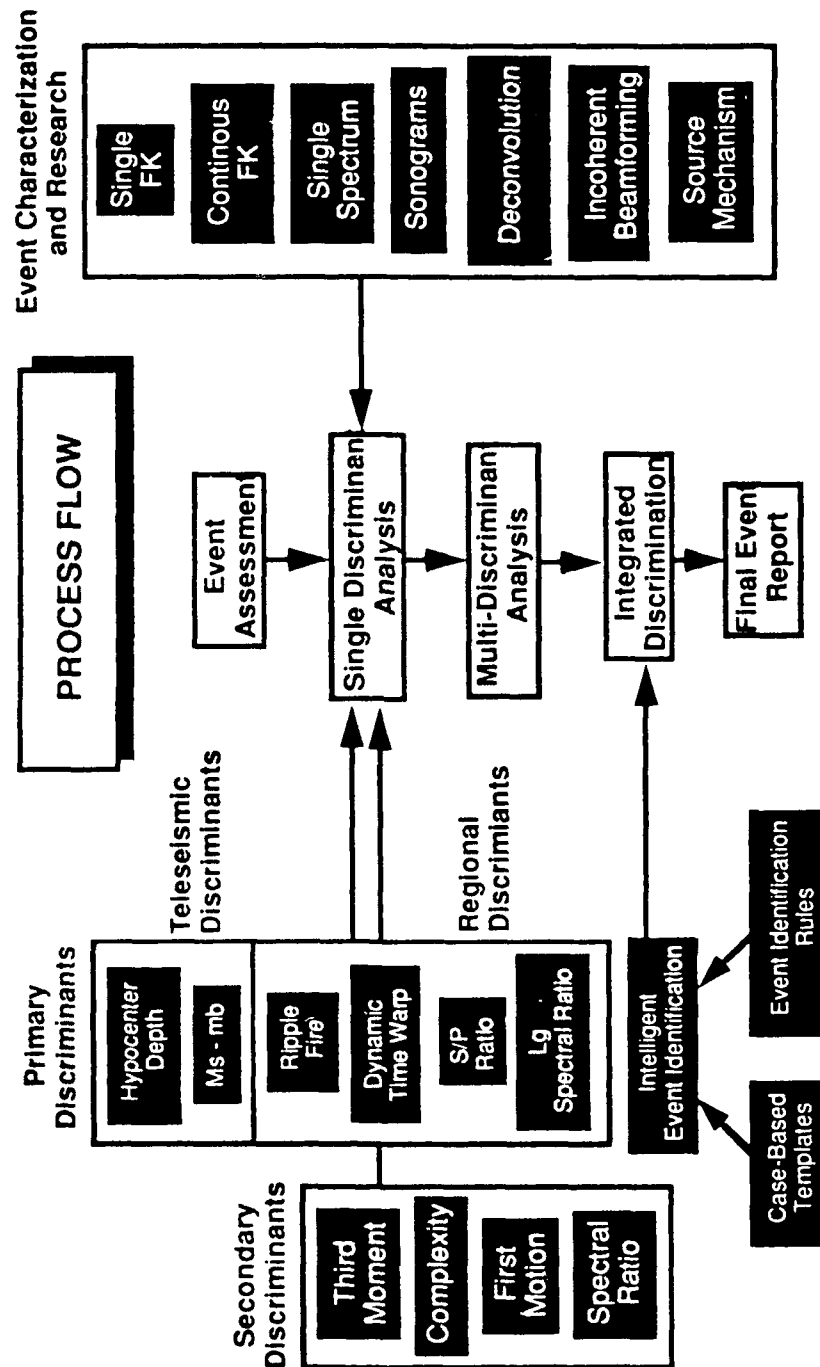 PROCESS FLOW
Secondary
Discriminants
Third
Moment
Complexity
First
Motion
Spectral
Ratio
Primary
Discriminants
Hypocenter
Depth
Ms - mb
Ripple
Fire
Dynamic
Time Warp
S/P
Ratio
Lg
Spectral Ratio
Teleseismic
Discriminants
Regional
Discrimiants
Intelligent
Event Identification
Case-Based
Templates
Event Identification
Rules
Event
Assessment
Single Discriminan
Analysis
Multi-Discriminan
Analysis
Integrated
Discrimination
Final Event
Report
Event Characterization
and Research
Single
FK
Continous
FK
Single
Spectrum
Sonograms
Deconvolution
Incoherent
Beamforming
Source
Mechanism